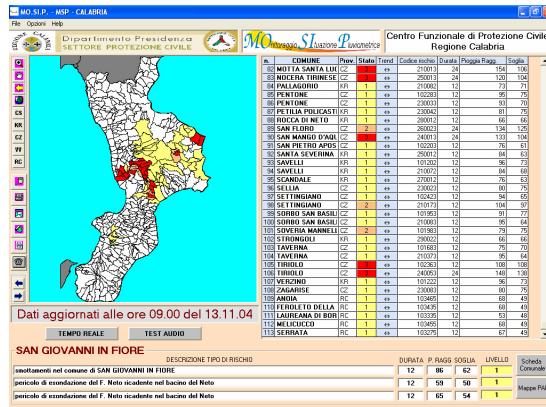 MO.SI.P. - MSP - CALABRIA
File Opzioni Help
Dipartimento Presidenza
SETTORE PROTEZIONE CIVILE
MOnitoraggio SItuazione Pluviometrica
Centro Funzionale di Protezione Civile
Regione Calabria
n. COMUNE Prov. Stato Trend Codice rischio Durata Pioggia Ragg. Soglia
82 MOTTA SANTA LUC CZ 210013 24 154 106
83 NOCERA TIRINESE CZ 250013 24 120 104
84 PALLAGORIO KR 1 210082 12 73 71
85 PENTONE CZ 1 102283 12 95 75
86 PENTONE CZ 1 230033 12 93 70
87 PETILIA POLICAST KR 1 230042 12 81 75
88 ROCCA DI NETO KR 1 280012 12 66 66
89 SAN FLORO CZ 2 260023 24 134 125
90 SAN MANGO D'AQU CZ 240013 24 133 104
91 SAN PIETRO APOS CZ 1 102203 12 76 61
92 SANTA SEVERINA KR 1 250012 12 84 63
93 SAVELLI KR 1 101202 12 96 73
94 SAVELLI KR 1 210072 12 84 68
95 SCANDALE KR 1 270012 12 76 63
96 SELLIA CZ 1 230023 12 80 75
97 SETTINGIANO CZ 1 102423 12 94 65
98 SETTINGIANO CZ 2 210173 12 104 97
99 SORBO SAN BASILI CZ 1 101953 12 91 77
100 SORBO SAN BASILI CZ 1 210083 12 95 64
101 SOVERIA MANNELI CZ 2 101983 12 79 75
102 STRONGOLI KR 1 290022 12 66 66
103 TAVERNA CZ 1 101683 12 75 70
104 TAVERNA CZ 1 210373 12 95 64
105 TIRIOLO CZ 102363 12 108 108
106 TIRIOLO CZ 240053 24 148 138
107 VERZINO KR 1 101222 12 96 73
108 ZAGARISE CZ 1 230083 12 80 75
109 ANOIA RC 1 103465 12 68 49
110 FEROLETO DELLA RC 1 103435 12 68 49
111 LAUREANA DI BOR RC 1 103335 12 53 48
112 MELICUCCO RC 1 103455 12 68 49
113 SERRATA RC 1 103275 12 67 49
CS
KR
CZ
VV
RC
Dati aggiornati alle ore 09.00 del 13.11.04
TEMPO REALE TEST AUDIO
SAN GIOVANNI IN FIORE
DESCRIZIONE TIPO DI RISCHIO DURATA P. RAGG SOGLIA LIVELLO
smottamenti nel comune di SAN GIOVANNI IN FIORE 12 86 62 1
pericolo di esondazione del F. Neto ricadente nel bacino del Neto 12 59 50 1
pericolo di esondazione del F. Neto ricadente nel bacino del Neto 12 65 54 1
Scheda Comunale
Mappe PAI